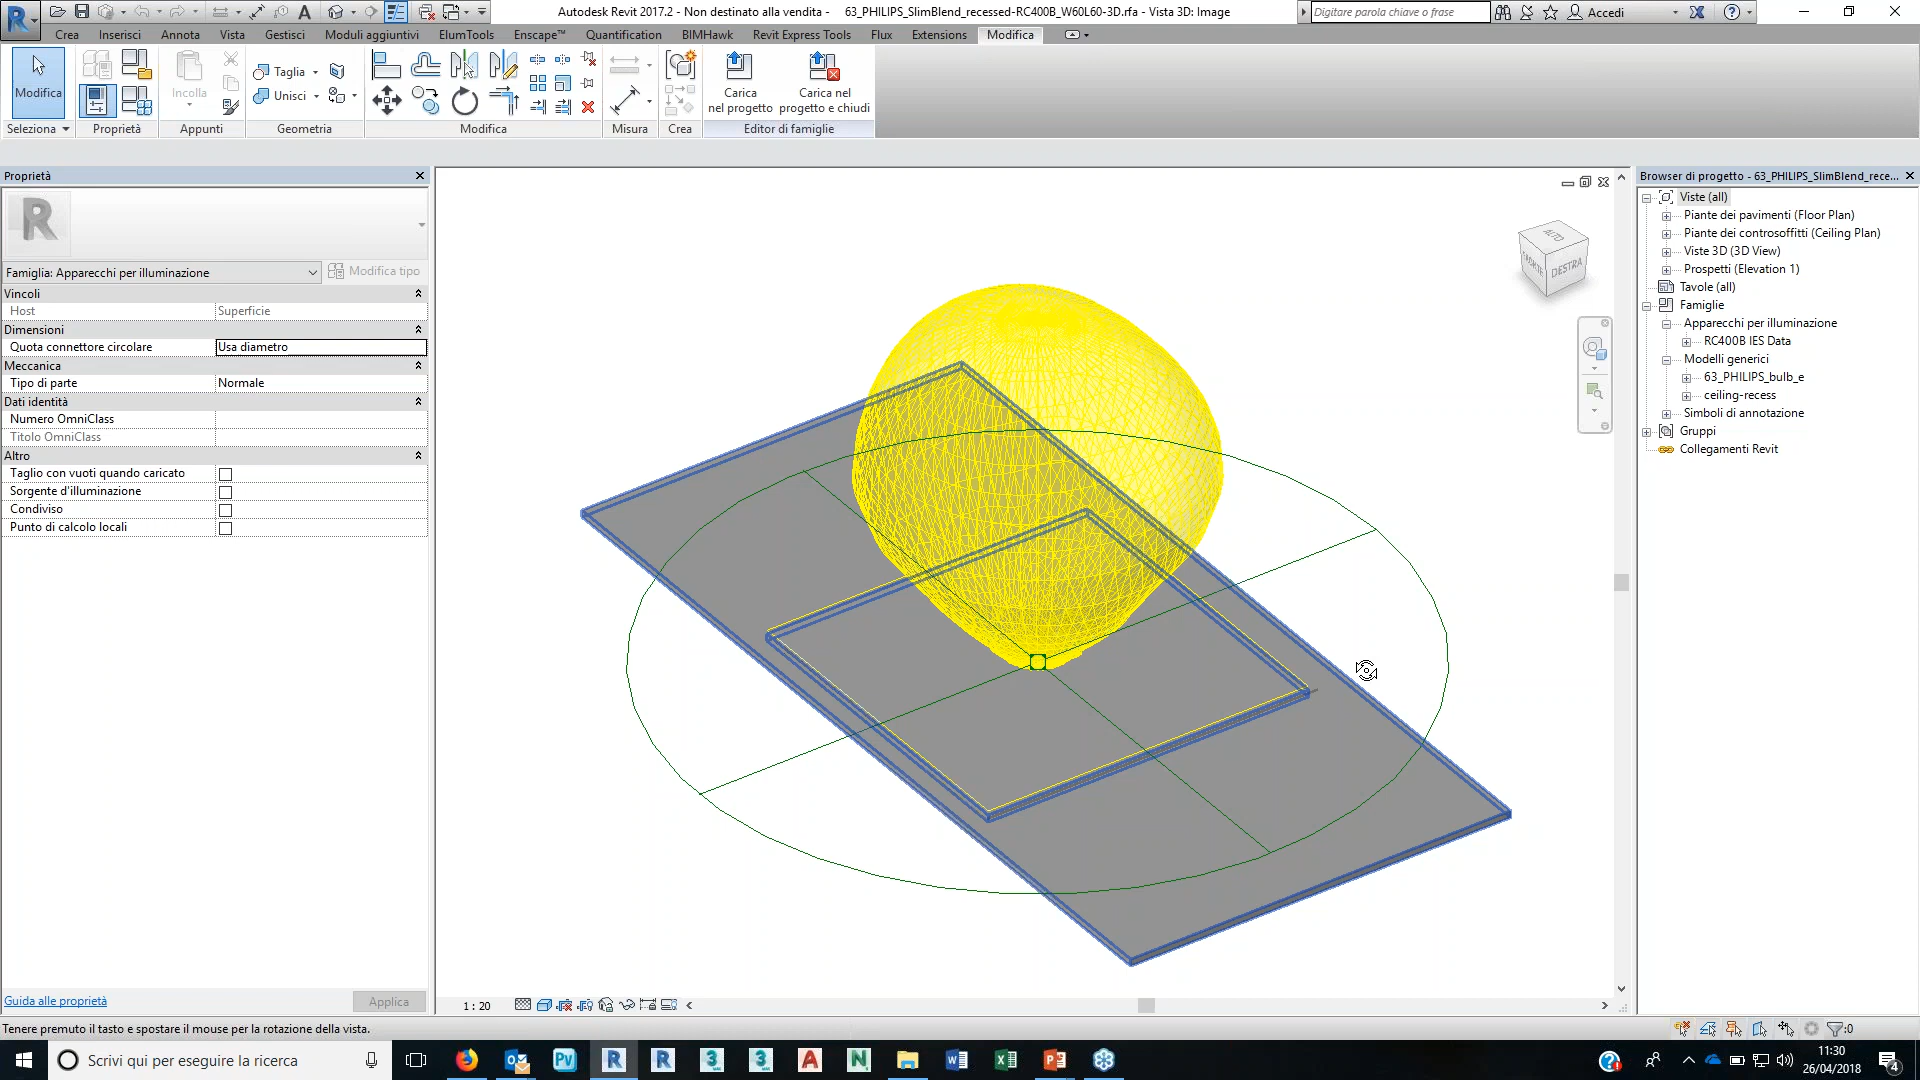 Autodesk Revit 2017.2 - Non destinato alla vendita - 63_PHILIPS_SlimBlend_recessed-RC400B_W60L60-3D.rfa - Vista 3D: Image
Digitare parola chiave o frase
Accedi
Crea Inserisci Annota Vista Gestisci Moduli aggiuntivi ElumTools Enscape™ Quantification BIMHawk Revit Express Tools Flux Extensions Modifica
Modifica
Incolla
Taglia
Unisci
Carica nel progetto
Carica nel progetto e chiudi
Seleziona Proprietà Appunti Geometria Modifica Misura Crea Editor di famiglie
Proprietà
Famiglia: Apparecchi per illuminazione
Modifica tipo
Vincoli
Host Superficie
Dimensioni
Quota connettore circolare Usa diametro
Meccanica
Tipo di parte Normale
Dati identità
Numero OmniClass
Titolo OmniClass
Altro
Taglio con vuoti quando caricato
Sorgente d'illuminazione
Condiviso
Punto di calcolo locali
Guida alle proprietà
Applica
ALTO
FRONTE
DESTRA
1 : 20
Browser di progetto - 63_PHILIPS_SlimBlend_rece...
Viste (all)
Piante dei pavimenti (Floor Plan)
Piante dei controsoffitti (Ceiling Plan)
Viste 3D (3D View)
Prospetti (Elevation 1)
Tavole (all)
Famiglie
Apparecchi per illuminazione
RC400B IES Data
Modelli generici
63_PHILIPS_bulb_e
ceiling-recess
Simboli di annotazione
Gruppi
Collegamenti Revit
Tenere premuto il tasto e spostare il mouse per la rotazione della vista.
:0
Scrivi qui per eseguire la ricerca
11:30
26/04/2018
4